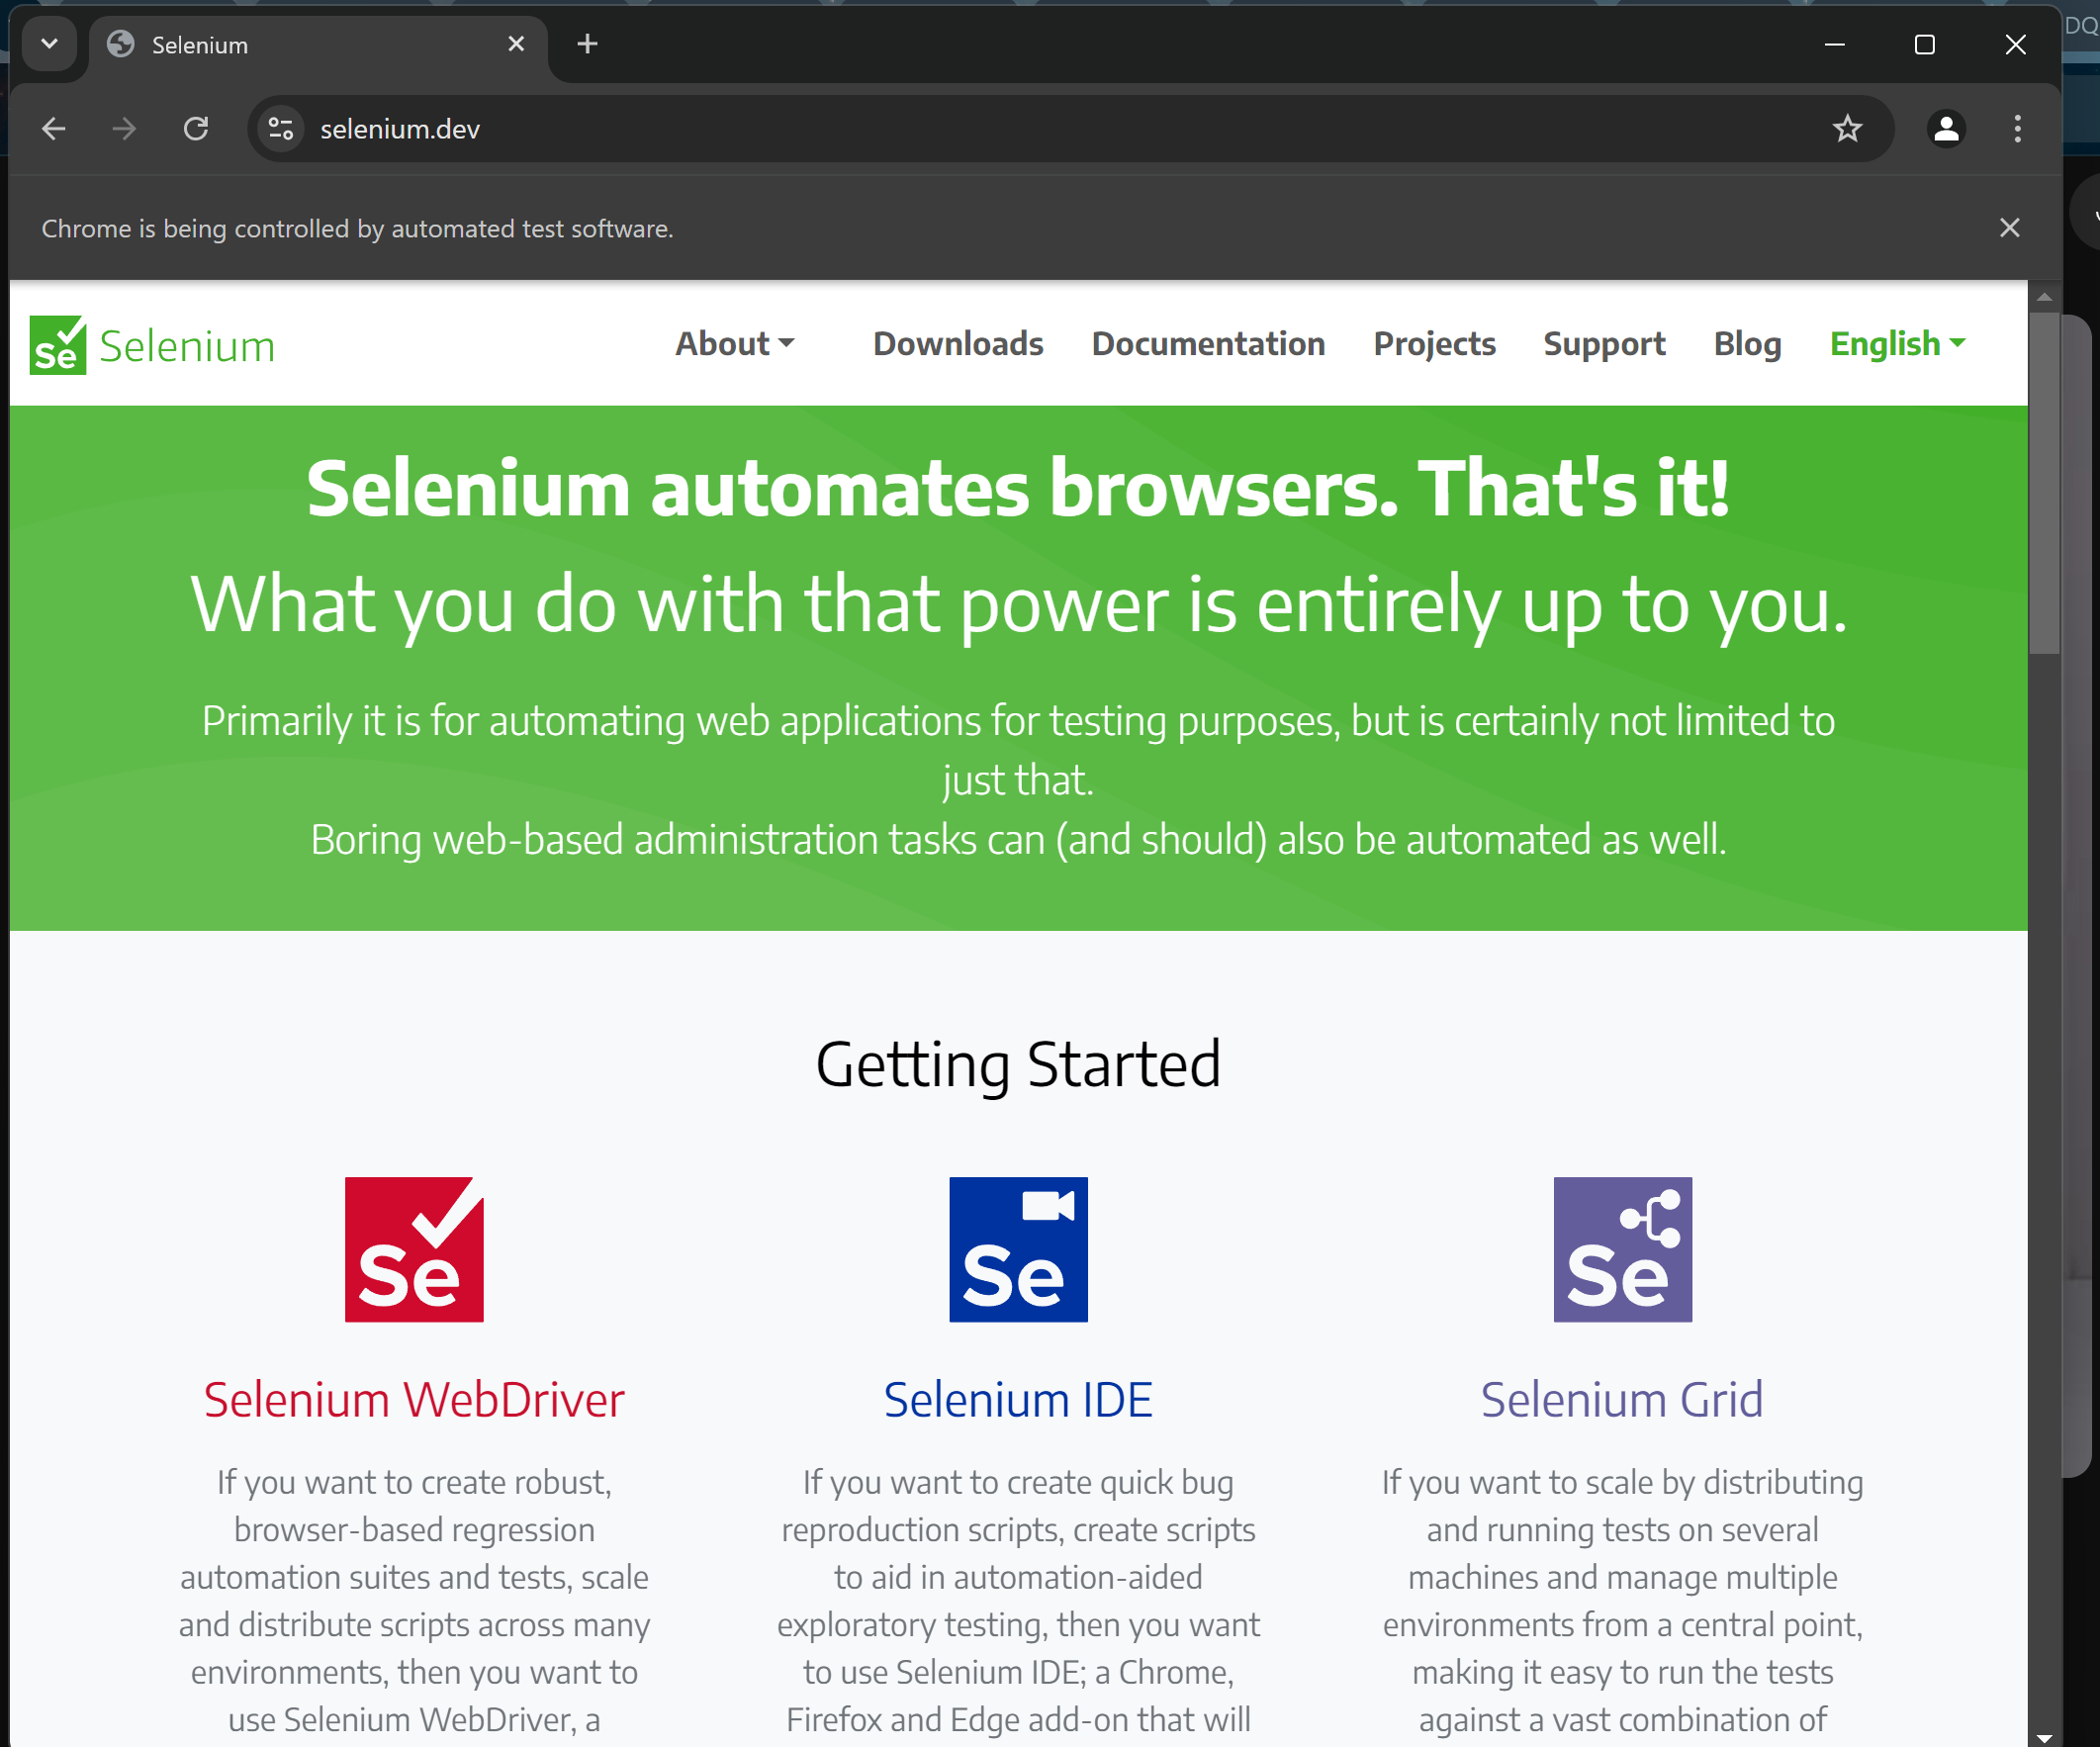 Selenium
DQ
selenium.dev
Chrome is being controlled by automated test software.
Se Selenium
About Downloads Documentation Projects Support Blog English
Selenium automates browsers. That's it!
What you do with that power is entirely up to you.
Primarily it is for automating web applications for testing purposes, but is certainly not limited to
just that.
Boring web-based administration tasks can (and should) also be automated as well.
Getting Started
Se
Se
Se
Selenium WebDriver
If you want to create robust,
browser-based regression
automation suites and tests, scale
and distribute scripts across many
environments, then you want to
use Selenium WebDriver, a
Selenium IDE
If you want to create quick bug
reproduction scripts, create scripts
to aid in automation-aided
exploratory testing, then you want
to use Selenium IDE; a Chrome,
Firefox and Edge add-on that will
Selenium Grid
If you want to scale by distributing
and running tests on several
machines and manage multiple
environments from a central point,
making it easy to run the tests
against a vast combination of